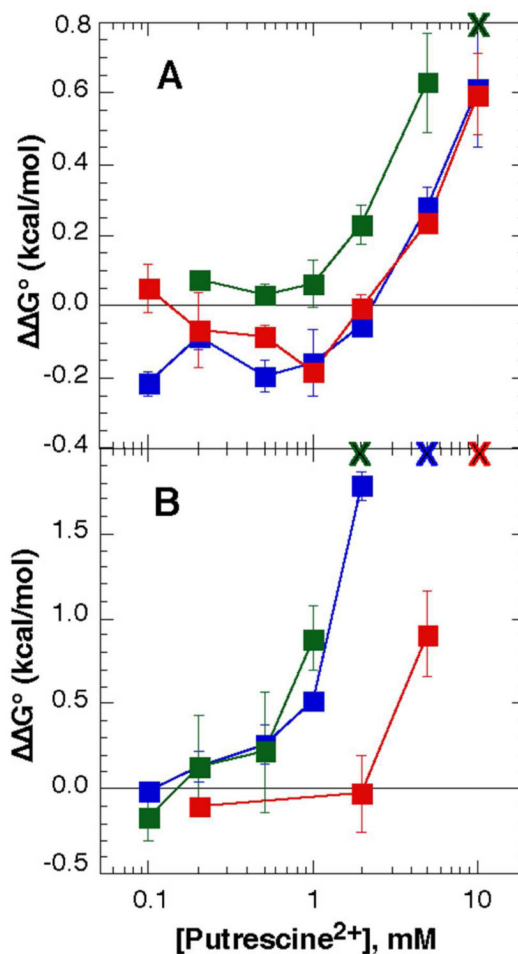 0.8
A
0.6
0.4
0.2
0.0
-0.2
-0.4
ΔΔG° (kcal/mol)
X
X X X
B
1.5
1.0
0.5
0.0
-0.5
ΔΔG° (kcal/mol)
0.1 1 10
[Putrescine²⁺], mM